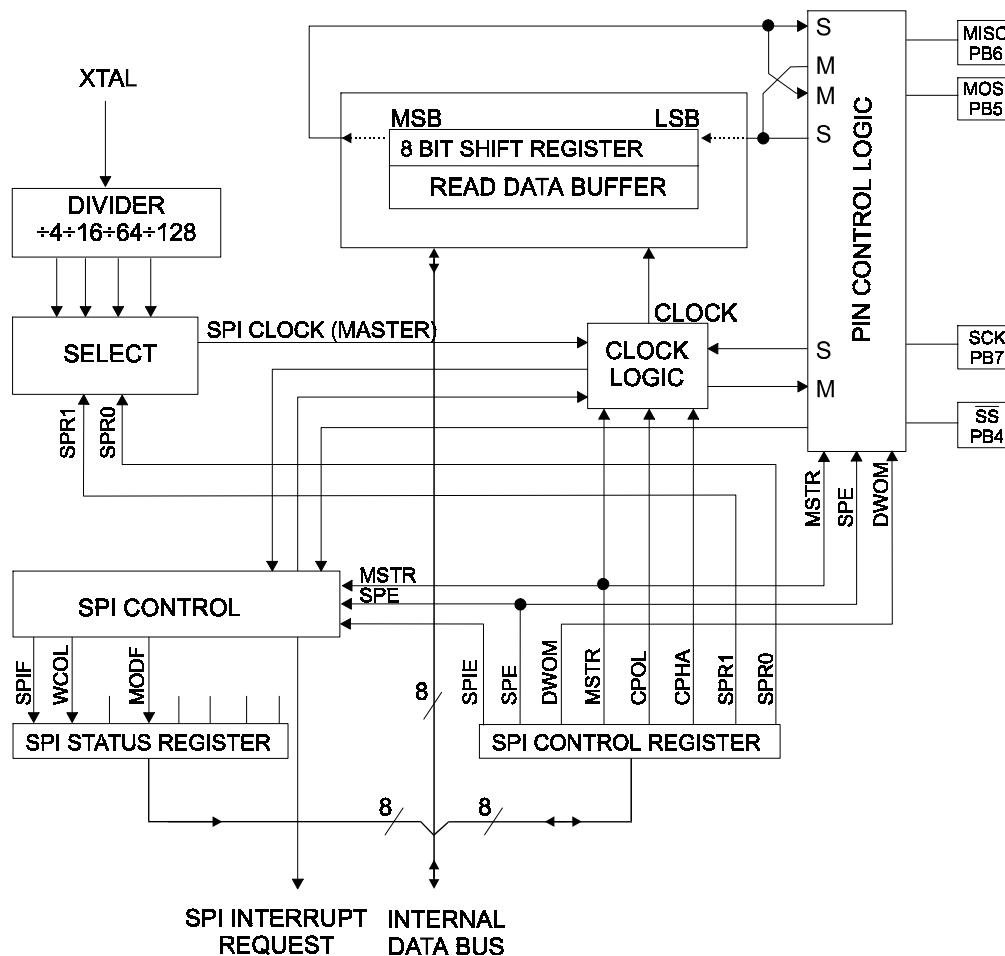 XTAL
DIVIDER
÷4÷16÷64÷128
SELECT
SPI CLOCK (MASTER)
SPR1
SPR0
MSB
LSB
8 BIT SHIFT REGISTER
READ DATA BUFFER
CLOCK
CLOCK
LOGIC
S
M
M
S
S
M
PIN CONTROL LOGIC
MISO
PB6
MOSI
PB5
SCK
PB7
SS
PB4
MSTR
SPE
DWOM
MSTR
SPE
SPI CONTROL
SPIF
WCOL
MODF
SPI STATUS REGISTER
8
SPIE
SPE
DWOM
MSTR
CPOL
CPHA
SPR1
SPR0
SPI CONTROL REGISTER
8
8
SPI INTERRUPT
REQUEST
INTERNAL
DATA BUS